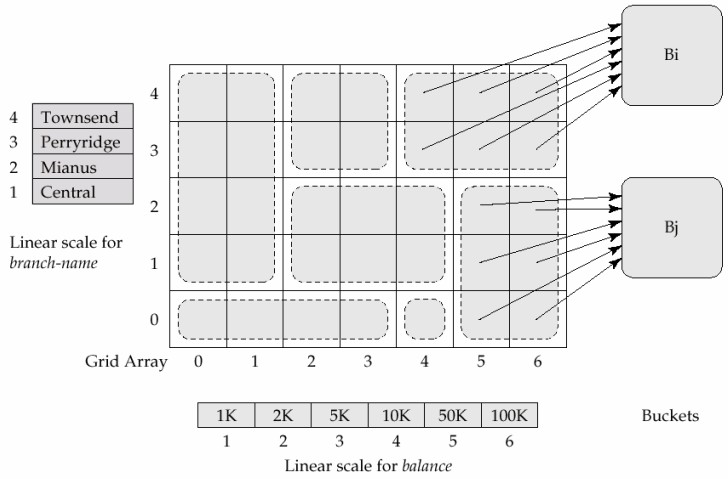 Bi
4
3
2
1
0
4 Townsend
3 Perryridge
2 Mianus
1 Central
Linear scale for
branch-name
Bj
Grid Array 0 1 2 3 4 5 6
1K 2K 5K 10K 50K 100K
1 2 3 4 5 6
Linear scale for balance
Buckets